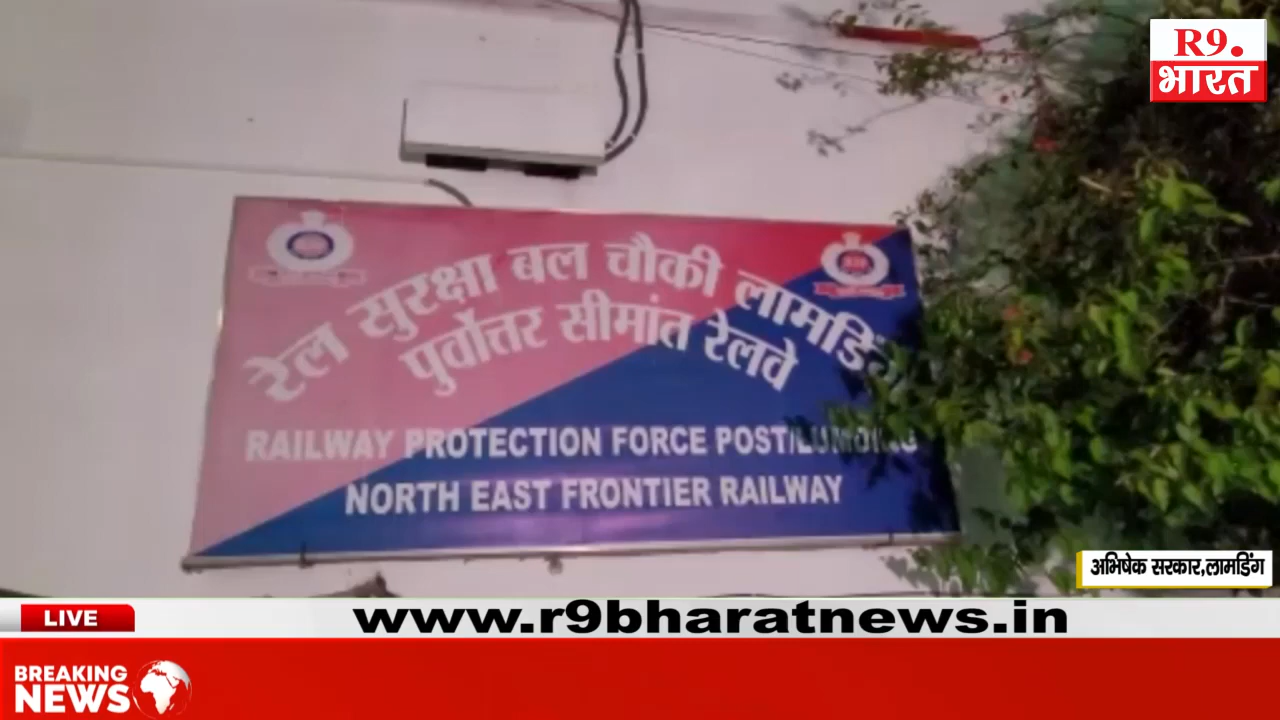 R9.
भारत
रेल सुरक्षा बल चौकी लामडिंग
पुर्वोत्तर सीमांत रेलवे
RAILWAY PROTECTION FORCE POST/LUMDING
NORTH EAST FRONTIER RAILWAY
अभिषेक सरकार,लामडिंग
LIVE
www.r9bharatnews.in
BREAKING
NEWS